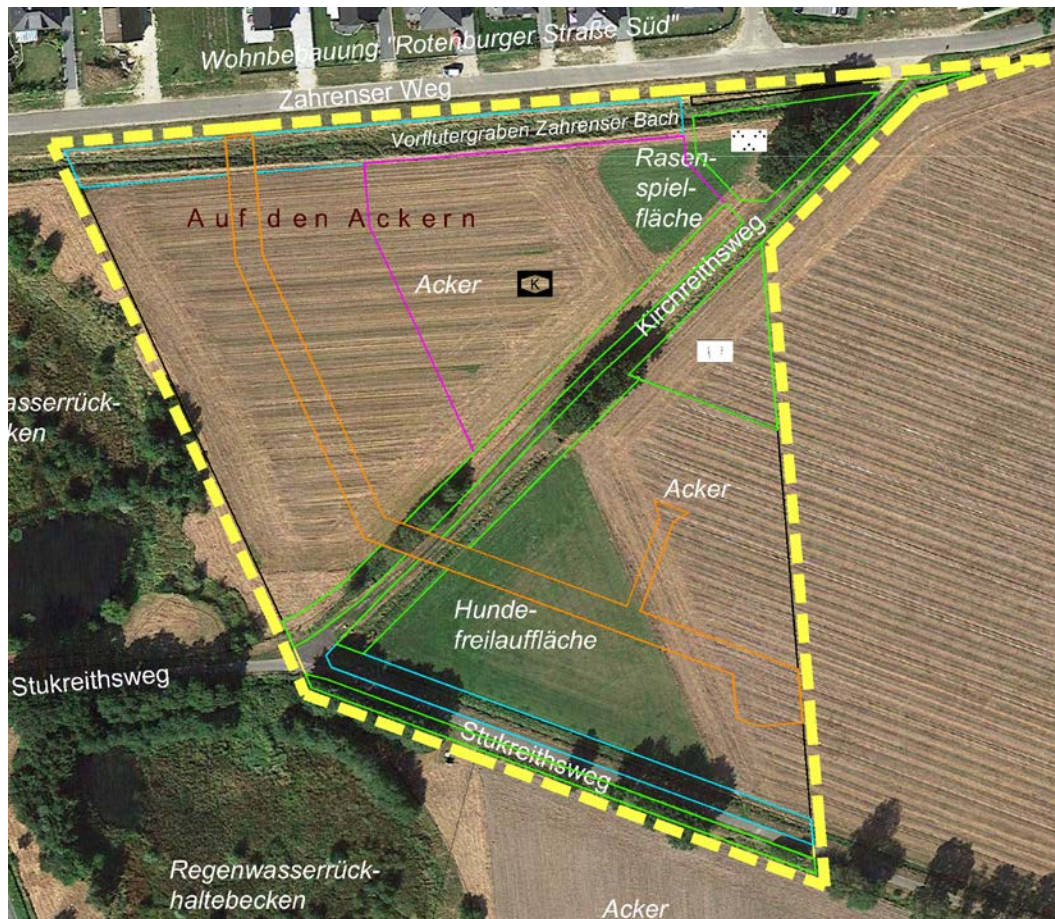 Wohnbebauung "Rotenburger Straße Süd"
Zahrenser Weg
Vorflutergraben Zahrenser Bach
Rasen-
spiel-
fläche
Auf den Ackern
Kirchreithsweg
Acker
K
asserrück-
ken
Acker
Hunde-
freilauffläche
Stukreithsweg
Stukreithsweg
Regenwasserrück-
haltebecken
Acker